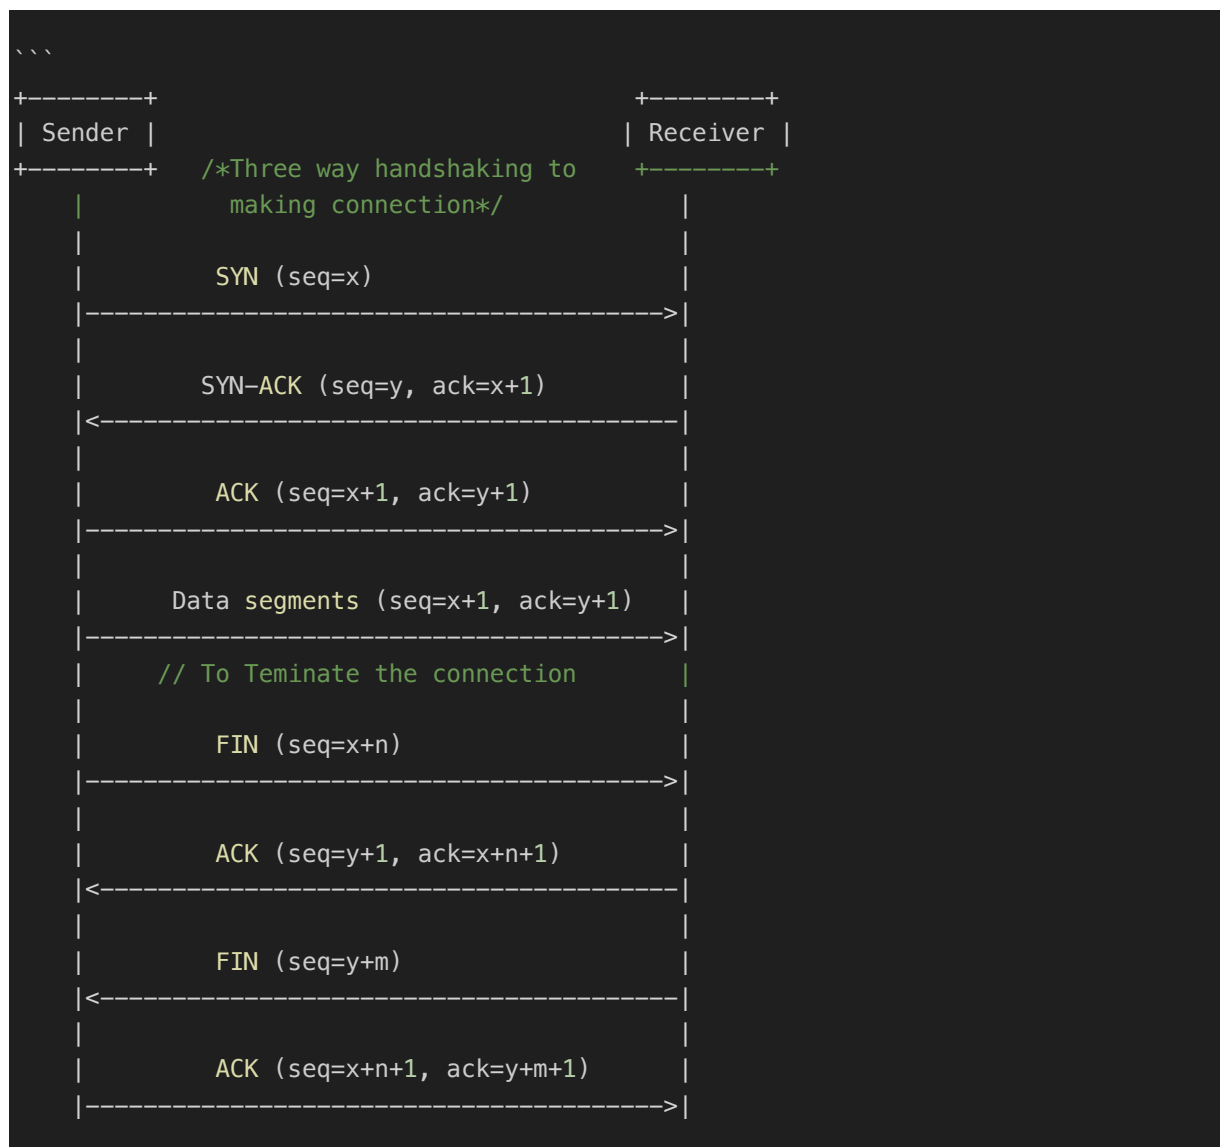 ```
+--------+                                 +--------+
| Sender |                                | Receiver |
+--------+   /*Three way handshaking to    +--------+
    |          making connection*/            |
    |                                         |
    |         SYN (seq=x)                     |
    |---------------------------------------->|
    |                                         |
    |        SYN-ACK (seq=y, ack=x+1)         |
    |<----------------------------------------|
    |                                         |
    |         ACK (seq=x+1, ack=y+1)          |
    |---------------------------------------->|
    |                                         |
    |      Data segments (seq=x+1, ack=y+1)   |
    |---------------------------------------->|
    |     // To Teminate the connection       |
    |                                         |
    |         FIN (seq=x+n)                   |
    |---------------------------------------->|
    |                                         |
    |         ACK (seq=y+1, ack=x+n+1)        |
    |<----------------------------------------|
    |                                         |
    |         FIN (seq=y+m)                   |
    |<----------------------------------------|
    |                                         |
    |         ACK (seq=x+n+1, ack=y+m+1)      |
    |---------------------------------------->|